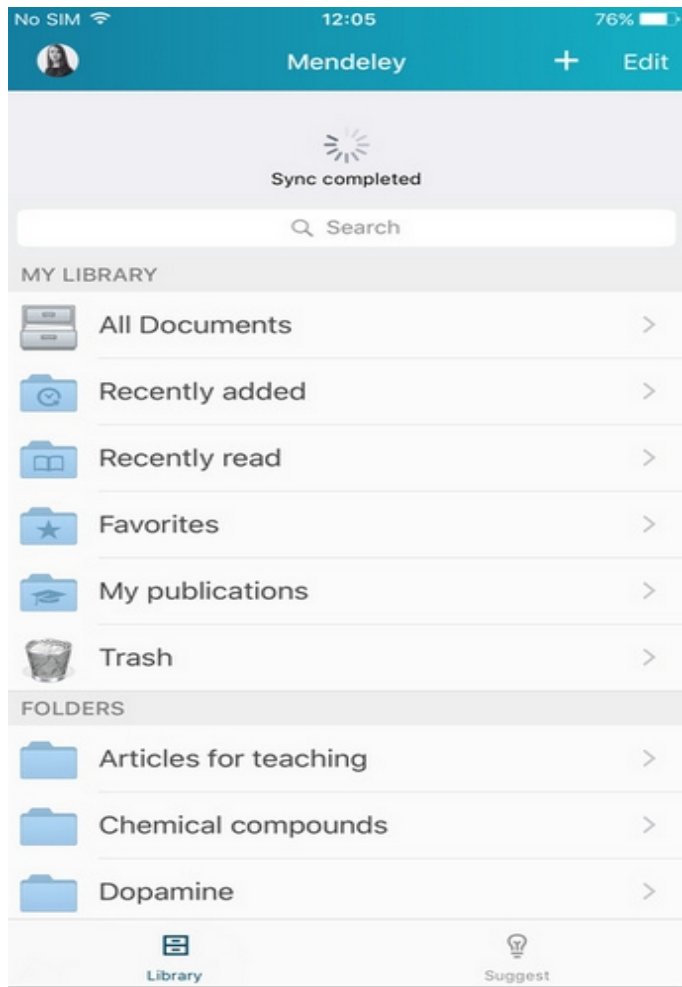 No SIM 12:05 76%
Mendeley + Edit
Sync completed
Search
MY LIBRARY
All Documents
Recently added
Recently read
Favorites
My publications
Trash
FOLDERS
Articles for teaching
Chemical compounds
Dopamine
Library Suggest